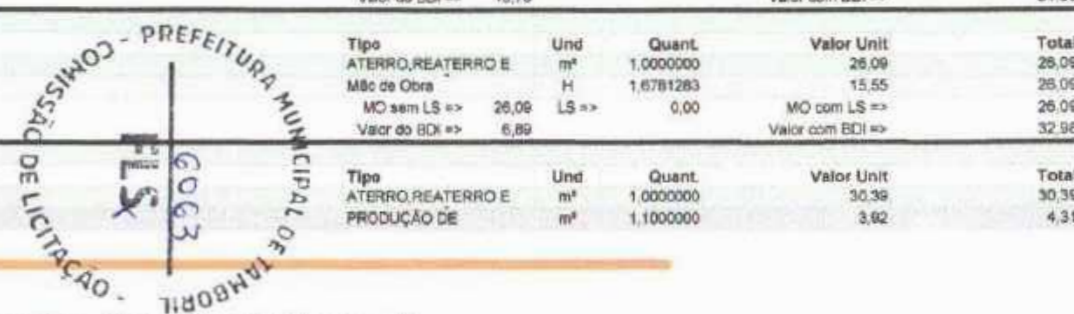 PREFEITURA MUNICIPAL DE TAMBORIL
- COMISSÃO DE LICITAÇÃO -
FLS
6063
Tipo Und Quant. Valor Unit Total
ATERRO,REATERRO E m³ 1,0000000 26,09 26,09
Mão de Obra H 1,6781283 15,55 26,09
MO sem LS => 26,09 LS => 0,00 MO com LS => 26,09
Valor do BDI => 6,89 Valor com BDI => 32,98
Tipo Und Quant. Valor Unit Total
ATERRO,REATERRO E m³ 1,0000000 30,39 30,39
PRODUÇÃO DE m³ 1,1000000 3,92 4,31